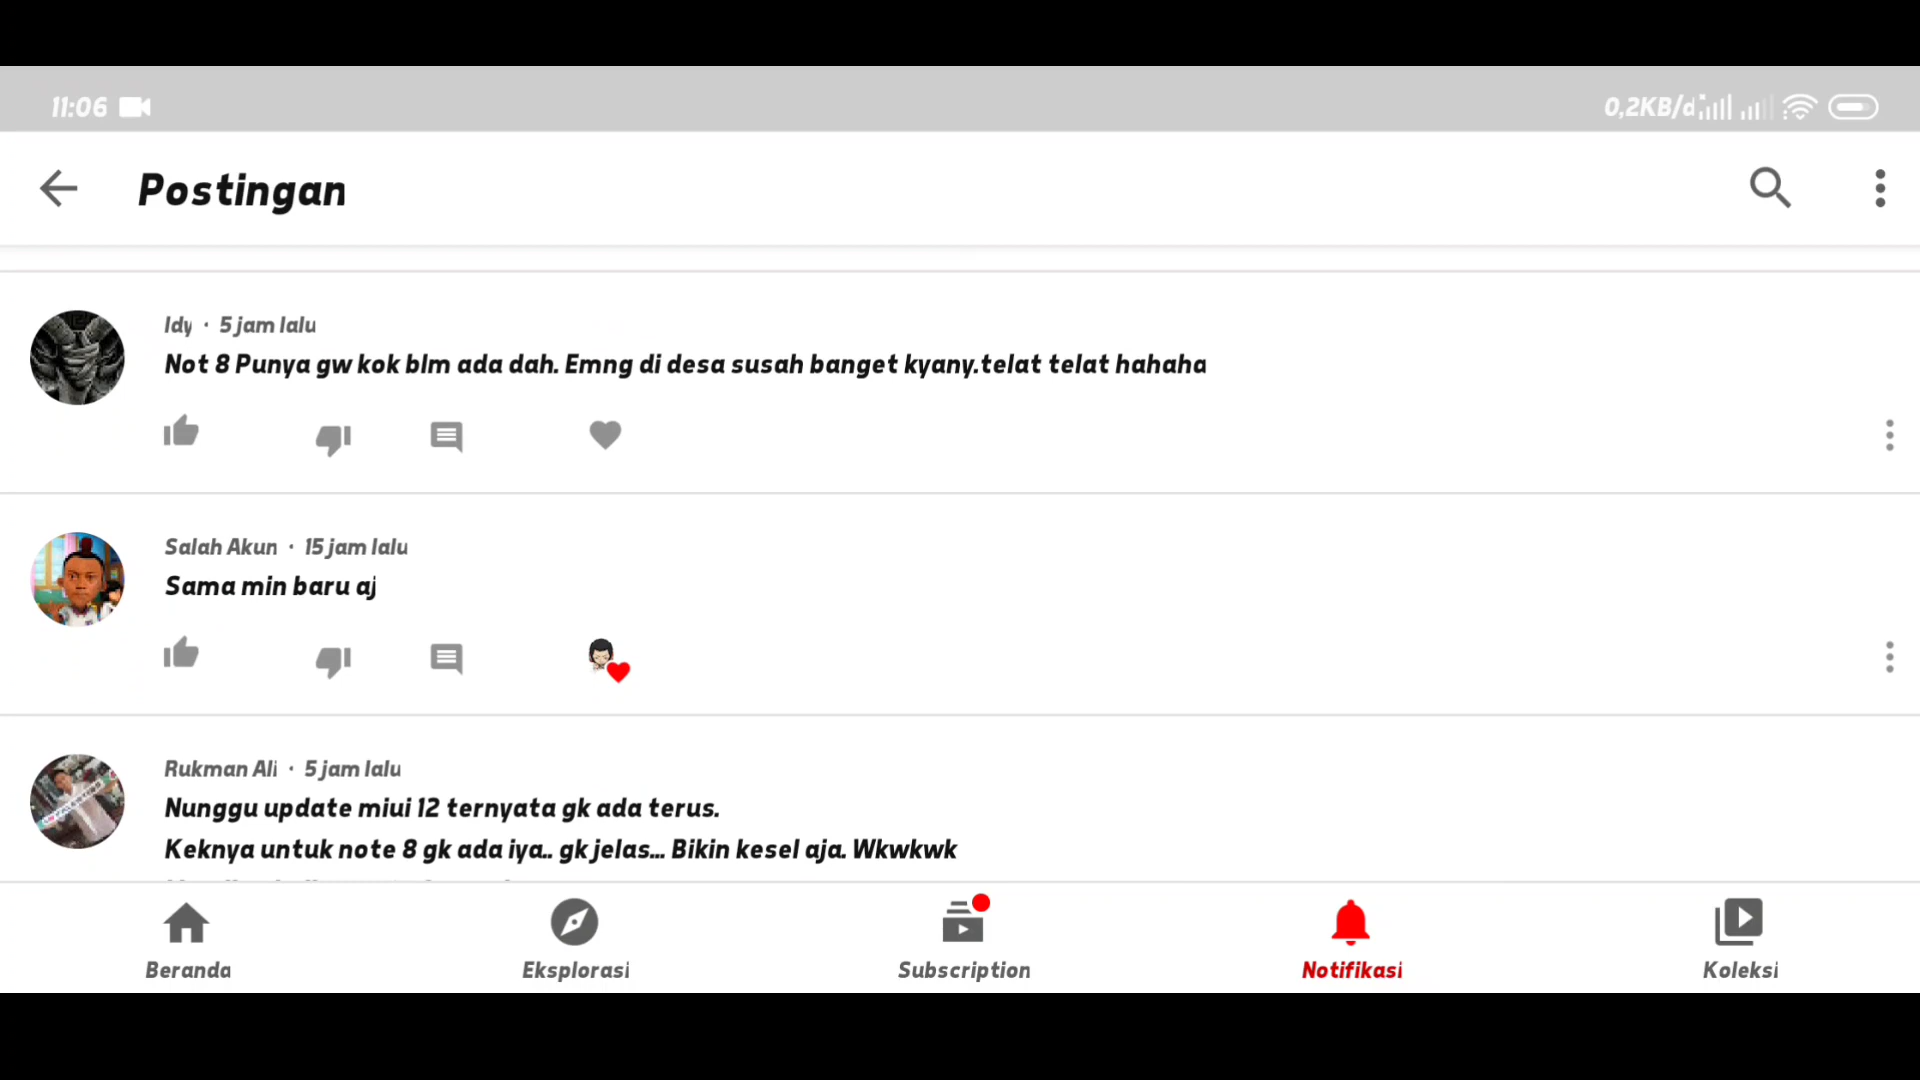 11:06
0,2KB/d
Postingan
Idy · 5 jam lalu
Not 8 Punya gw kok blm ada dah. Emng di desa susah banget kyany.telat telat hahaha
Salah Akun · 15 jam lalu
Sama min baru aj
Rukman Ali · 5 jam lalu
Nunggu update miui 12 ternyata gk ada terus.
Keknya untuk note 8 gk ada iya.. gk jelas... Bikin kesel aja. Wkwkwk
Beranda
Eksplorasi
Subscription
Notifikasi
Koleksi